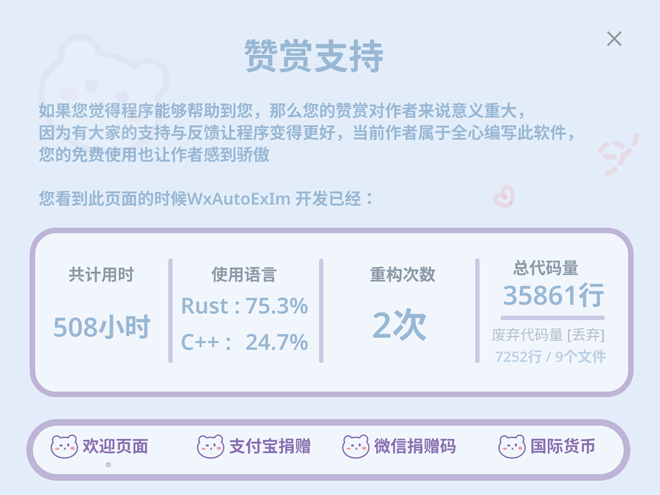 赞赏支持
如果您觉得程序能够帮助到您，那么您的赞赏对作者来说意义重大，
因为有大家的支持与反馈让程序变得更好，当前作者属于全心编写此软件，
您的免费使用也让作者感到骄傲
您看到此页面的时候WxAutoExIm 开发已经：
共计用时
508小时
使用语言
Rust : 75.3%
C++ : 24.7%
重构次数
2次
总代码量
35861行
废弃代码量 [丢弃]
7252行 / 9个文件
欢迎页面
支付宝捐赠
微信捐赠码
国际货币